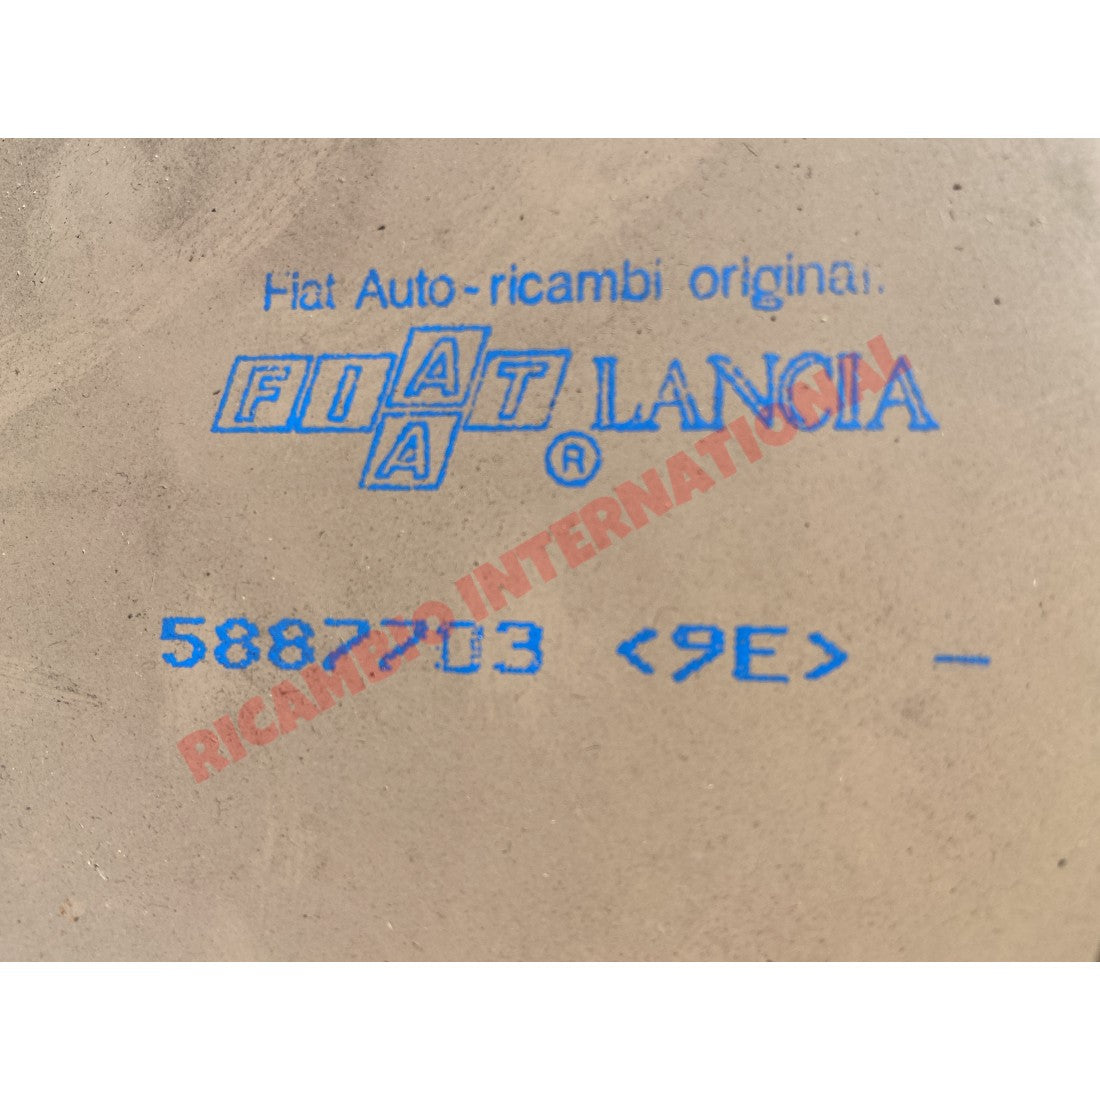 Fiat Auto-ricambi originali
FIAT LANCIA
A ®
5887703 <9E> -
RICAMBIO INTERNATIONAL